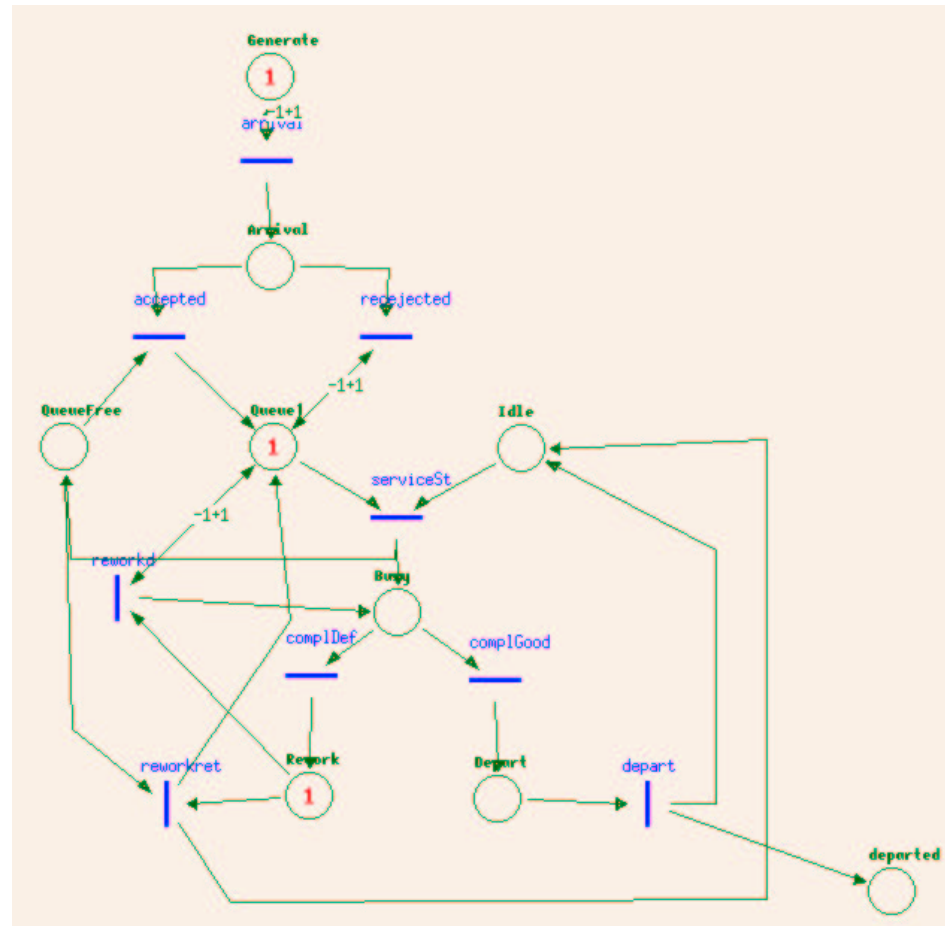 Generate
1
-1+1
arrival
Arrival
accepted
recejected
-1+1
QueueFree
Queue1
Idle
1
serviceSt
-1+1
reworkd
Busy
complDef
complGood
Rework
Depart
reworkret
depart
1
departed